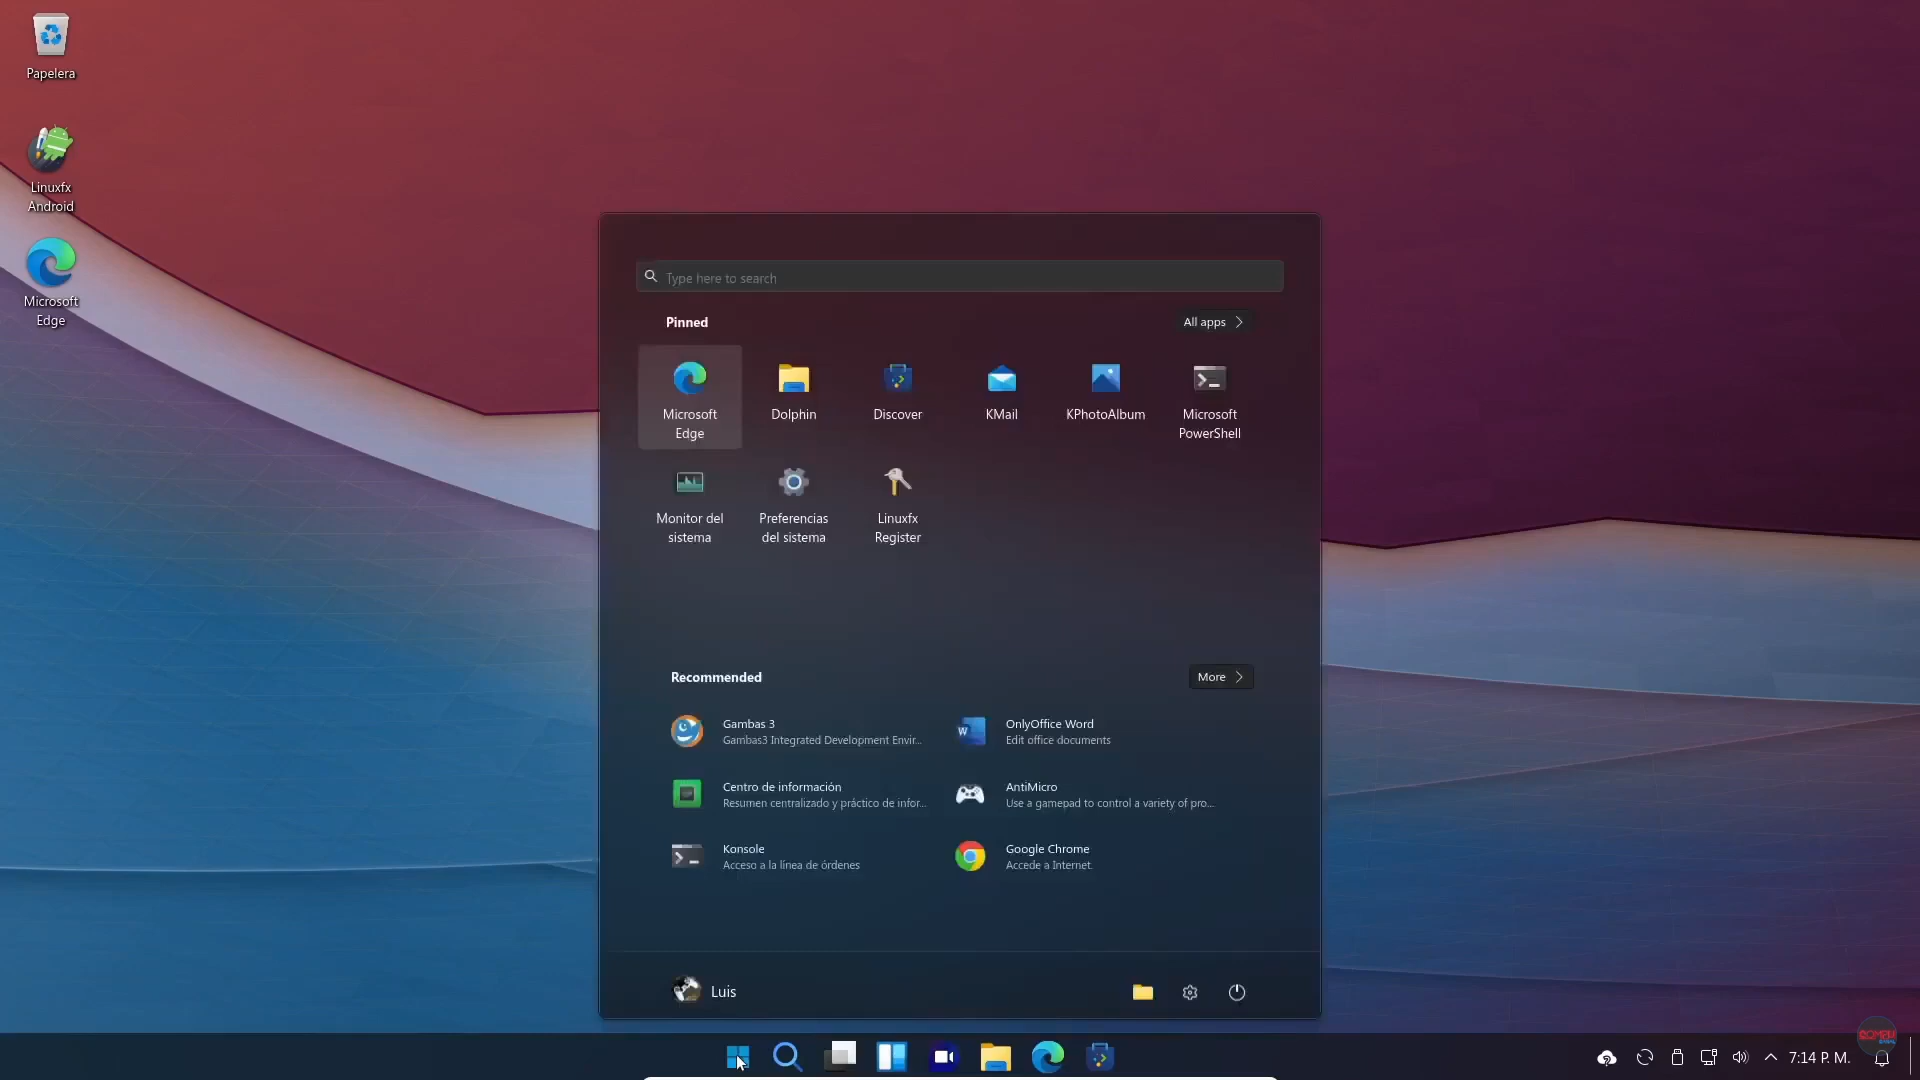 Papelera
Linuxfx
Android
Microsoft
Edge
Type here to search
Pinned
All apps
Microsoft
Edge
Dolphin
Discover
KMail
KPhotoAlbum
Microsoft
PowerShell
Monitor del
sistema
Preferencias
del sistema
Linuxfx
Register
Recommended
More
Gambas 3
Gambas3 Integrated Development Envir...
OnlyOffice Word
Edit office documents
Centro de información
Resumen centralizado y práctico de infor...
AntiMicro
Use a gamepad to control a variety of pro...
Konsole
Acceso a la línea de órdenes
Google Chrome
Accede a Internet.
Luis
7:14 P. M.